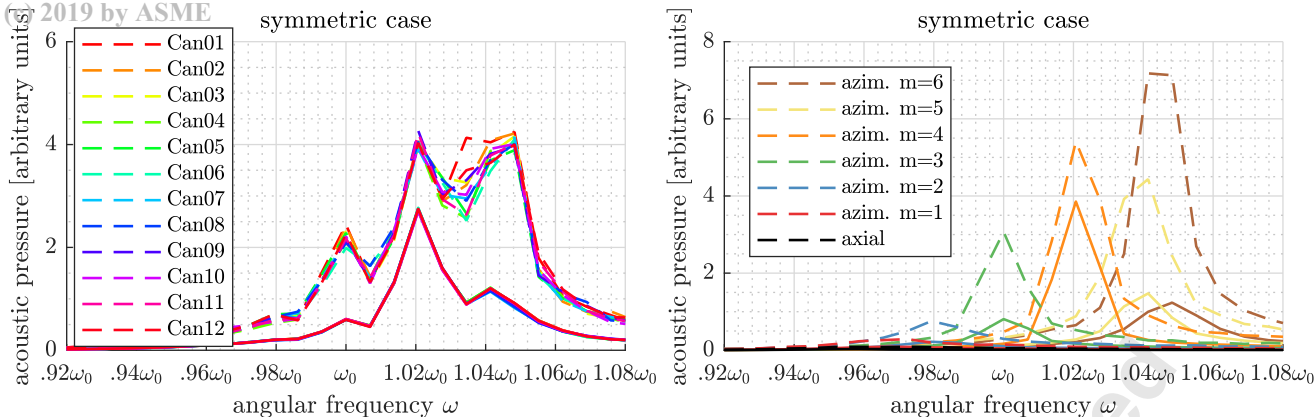 (c) 2019 by ASME
symmetric case
acoustic pressure [arbitrary units]
6
4
2
0
Can01
Can02
Can03
Can04
Can05
Can06
Can07
Can08
Can09
Can10
Can11
Can12
.92ω₀ .94ω₀ .96ω₀ .98ω₀ ω₀ 1.02ω₀ 1.04ω₀ 1.06ω₀ 1.08ω₀
angular frequency ω
symmetric case
acoustic pressure [arbitrary units]
8
6
4
2
0
azim. m=6
azim. m=5
azim. m=4
azim. m=3
azim. m=2
azim. m=1
axial
.92ω₀ .94ω₀ .96ω₀ .98ω₀ ω₀ 1.02ω₀ 1.04ω₀ 1.06ω₀ 1.08ω₀
angular frequency ω